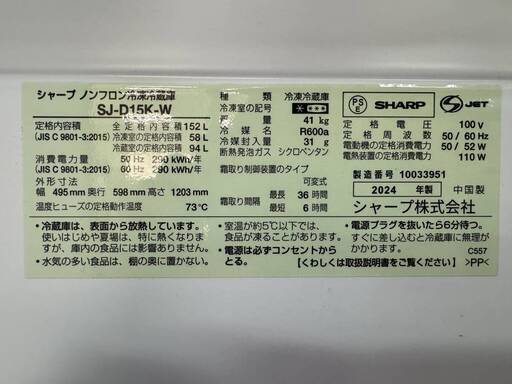 シャープ ノンフロン冷凍冷蔵庫
SJ-D15K-W
定格内容積 全定格内容積 152 L
(JIS C 9801-3:2015) 冷凍室の定格内容積 58 L
冷蔵室の定格内容積 94 L
消費電力量 50 Hz 290 kWh/年
(JIS C 9801-3:2015) 60 Hz 290 kWh/年
外形寸法
幅 495 mm 奥行 598 mm 高さ 1203 mm
温度ヒューズの定格動作温度 73℃
種類 冷凍冷蔵庫
冷凍室の記号
質量 41 kg
冷媒名 R600a
冷媒封入量 31 g
断熱発泡ガス シクロペンタン
霜取り制御装置のタイプ
可変式
霜取り間隔 最長 36 時間
最短 6 時間
PS
E SHARP JET
定格電圧 100 V
定格周波数 50 / 60 Hz
電動機の定格消費電力 50 / 52 W
電熱装置の定格消費電力 110 W
製造番号 10033951
2024 年製 中国製
シャープ株式会社
•冷蔵庫は、表面から放熱しています。
使いはじめや夏場は、特に熱くなります
が、庫内の食品には影響ありません。
•水気の多い食品は、棚の奥に置かない。
•室温が約5℃以下では、
食品が凍ることがあります。
•電源は必ずコンセントから
とる。
•電源プラグを抜いたら6分待つ。
すぐに差し込むと冷蔵庫に無理が
かかります。
C557
【くわしくは取扱説明書をご覧ください】 >PP<